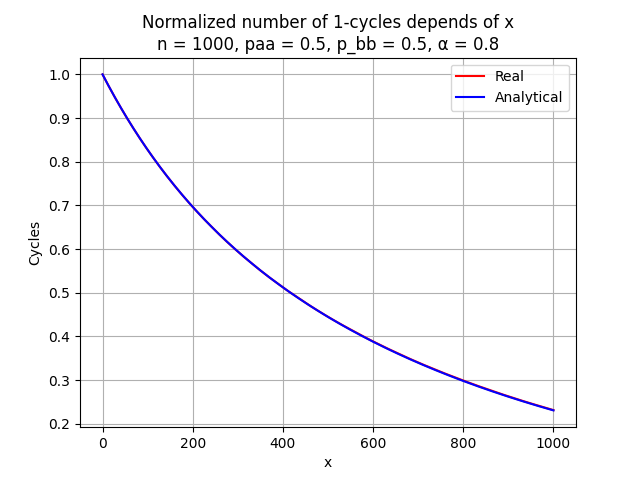 Normalized number of 1-cycles depends of x
n = 1000, paa = 0.5, p_bb = 0.5, α = 0.8
Real
Analytical
1.0
0.9
0.8
0.7
0.6
0.5
0.4
0.3
0.2
Cycles
0 200 400 600 800 1000
x